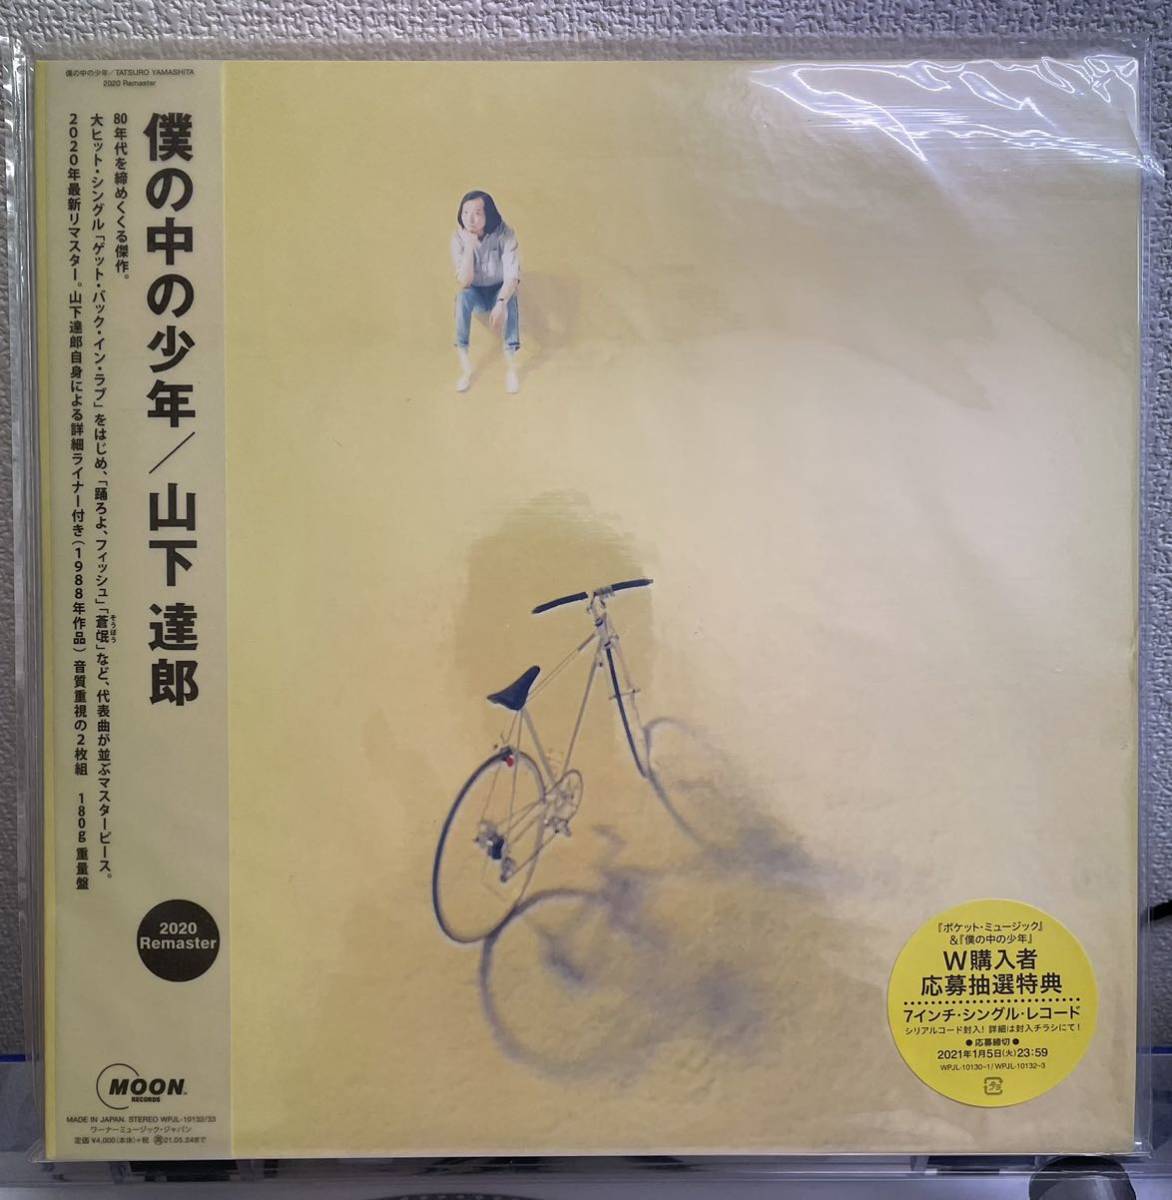 僕の中の少年/TATSURO YAMASHITA
2020 Remaster
僕の中の少年/山下 達郎
80年代を締めくくる傑作。
大ヒット・シングル「ゲット・バック・イン・ラブ」をはじめ、「踊ろよ、フィッシュ」「蒼氓」など、代表曲が並ぶマスターピース。
そうぼう
2020年最新リマスター。山下達郎自身による詳細ライナー付き(1988年作品) 音質重視の2枚組 180g 重量盤
2020
Remaster
MOON
RECORDS
MADE IN JAPAN. STEREO WPJL-10132/33
ワーナーミュージック・ジャパン
定価 ¥4,000(本体)+税 再21.05.24まで
『ポケット・ミュージック』
&『僕の中の少年』
W購入者
応募抽選特典
7インチ・シングル・レコード
シリアルコード封入! 詳細は封入チラシにて!
●応募締切●
2021年1月5日(火)23:59
WPJL-10130~1/WPJL-10132~3
プラ